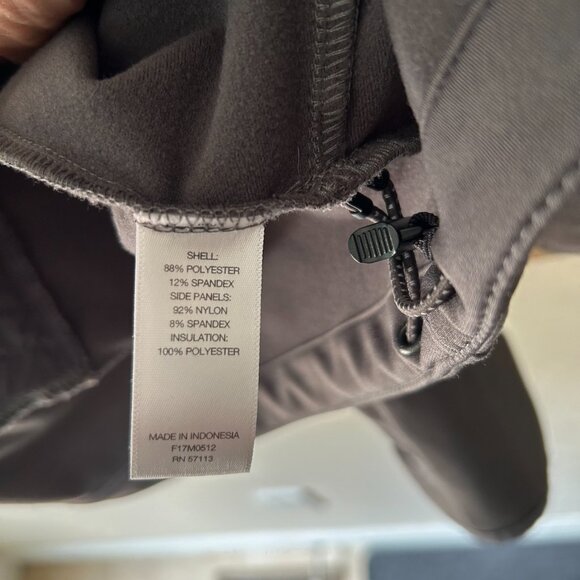 SHELL:
88% POLYESTER
12% SPANDEX
SIDE PANELS:
92% NYLON
8% SPANDEX
INSULATION:
100% POLYESTER
MADE IN INDONESIA
F17M0512
RN 57113